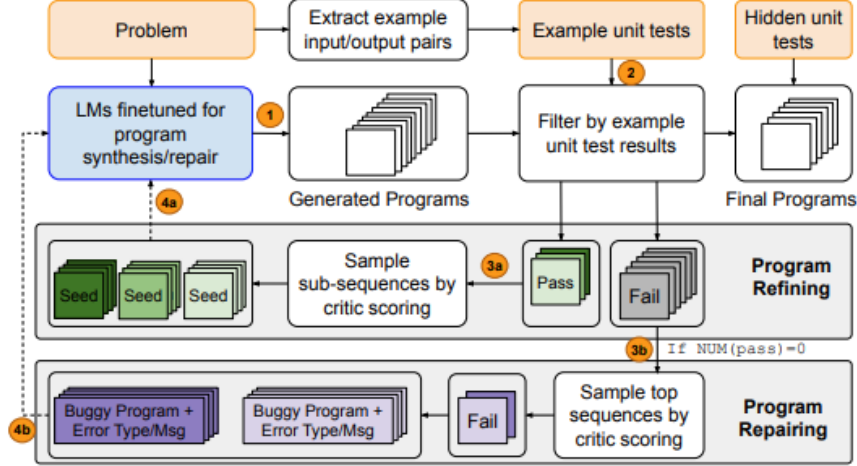 Problem
Extract example
input/output pairs
Example unit tests
Hidden unit
tests
LMs finetuned for
program
synthesis/repair
1
Generated Programs
2
Filter by example
unit test results
Final Programs
4a
Seed
Seed
Seed
Sample
sub-sequences by
critic scoring
3a
Pass
Fail
Program
Refining
3b
If NUM(pass)=0
4b
Buggy Program +
Error Type/Msg
Buggy Program +
Error Type/Msg
Fail
Sample top
sequences by
critic scoring
Program
Repairing